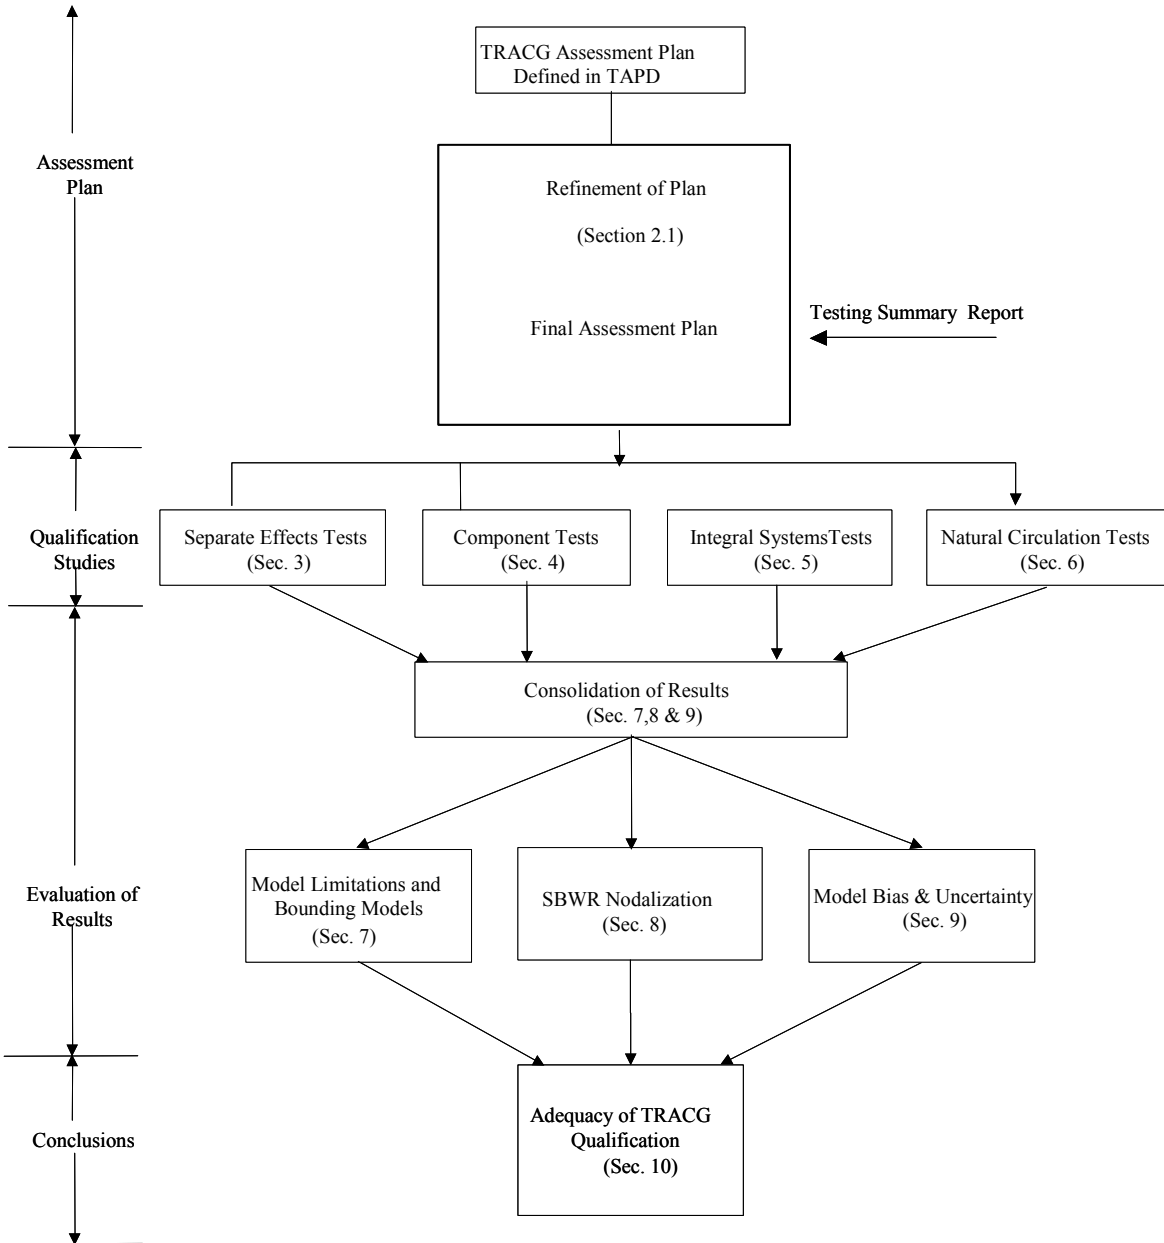 TRACG Assessment Plan
Defined in TAPD
Assessment
Plan
Refinement of Plan
(Section 2.1)
Testing Summary Report
Final Assessment Plan
Qualification
Studies
Separate Effects Tests
(Sec. 3)
Component Tests
(Sec. 4)
Integral SystemsTests
(Sec. 5)
Natural Circulation Tests
(Sec. 6)
Consolidation of Results
(Sec. 7,8 & 9)
Evaluation of
Results
Model Limitations and
Bounding Models
(Sec. 7)
SBWR Nodalization
(Sec. 8)
Model Bias & Uncertainty
(Sec. 9)
Conclusions
Adequacy of TRACG
Qualification
(Sec. 10)